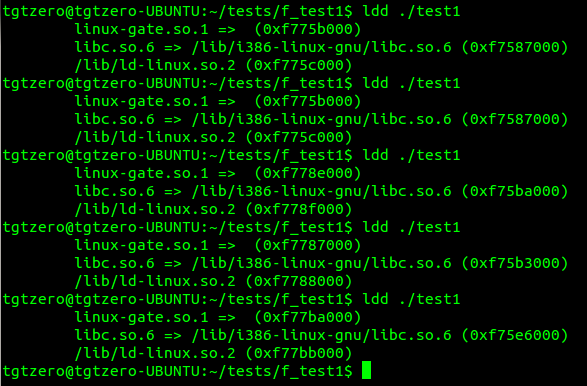 tgtzero@tgtzero-UBUNTU:~/tests/f_test1$ ldd ./test1
linux-gate.so.1 =>  (0xf775b000)
libc.so.6 => /lib/i386-linux-gnu/libc.so.6 (0xf7587000)
/lib/ld-linux.so.2 (0xf775c000)
tgtzero@tgtzero-UBUNTU:~/tests/f_test1$ ldd ./test1
linux-gate.so.1 =>  (0xf775b000)
libc.so.6 => /lib/i386-linux-gnu/libc.so.6 (0xf7587000)
/lib/ld-linux.so.2 (0xf775c000)
tgtzero@tgtzero-UBUNTU:~/tests/f_test1$ ldd ./test1
linux-gate.so.1 =>  (0xf778e000)
libc.so.6 => /lib/i386-linux-gnu/libc.so.6 (0xf75ba000)
/lib/ld-linux.so.2 (0xf778f000)
tgtzero@tgtzero-UBUNTU:~/tests/f_test1$ ldd ./test1
linux-gate.so.1 =>  (0xf7787000)
libc.so.6 => /lib/i386-linux-gnu/libc.so.6 (0xf75b3000)
/lib/ld-linux.so.2 (0xf7788000)
tgtzero@tgtzero-UBUNTU:~/tests/f_test1$ ldd ./test1
linux-gate.so.1 =>  (0xf77ba000)
libc.so.6 => /lib/i386-linux-gnu/libc.so.6 (0xf75e6000)
/lib/ld-linux.so.2 (0xf77bb000)
tgtzero@tgtzero-UBUNTU:~/tests/f_test1$